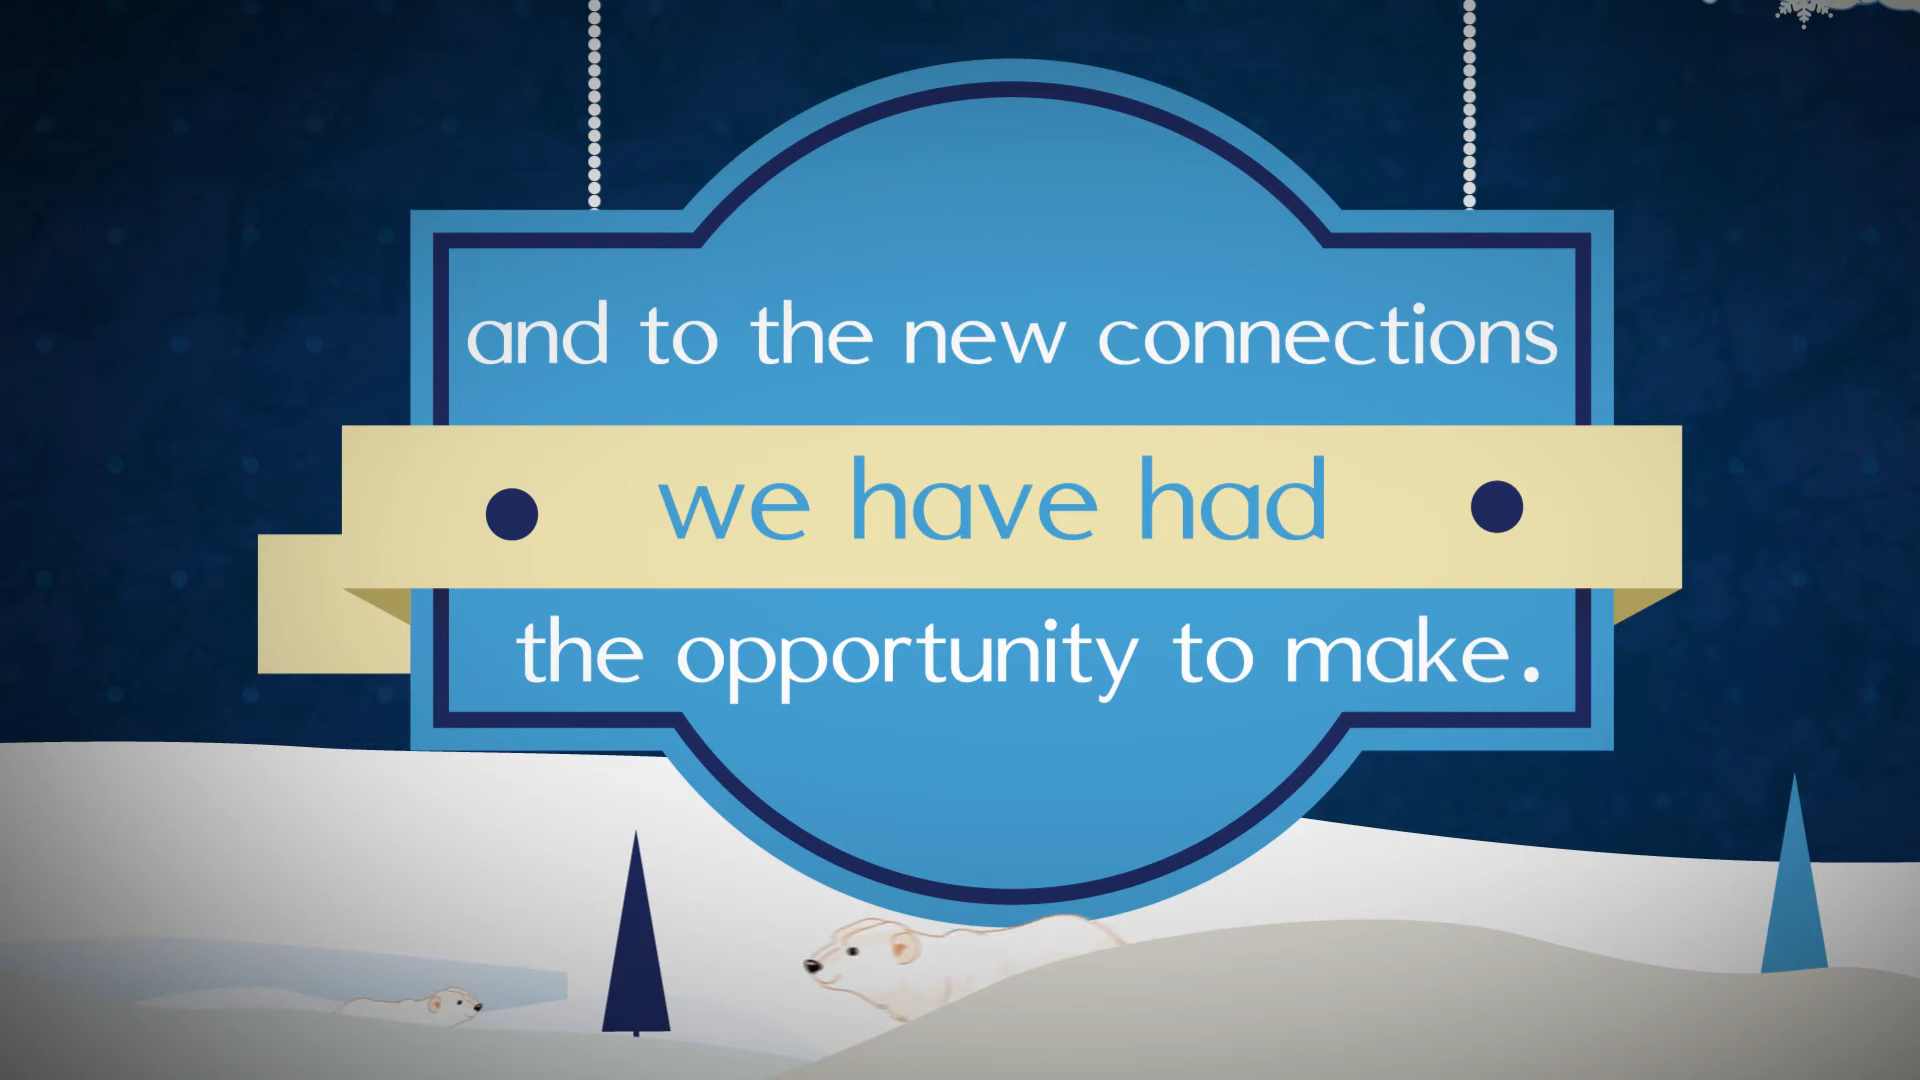 and to the new connections
we have had
the opportunity to make.